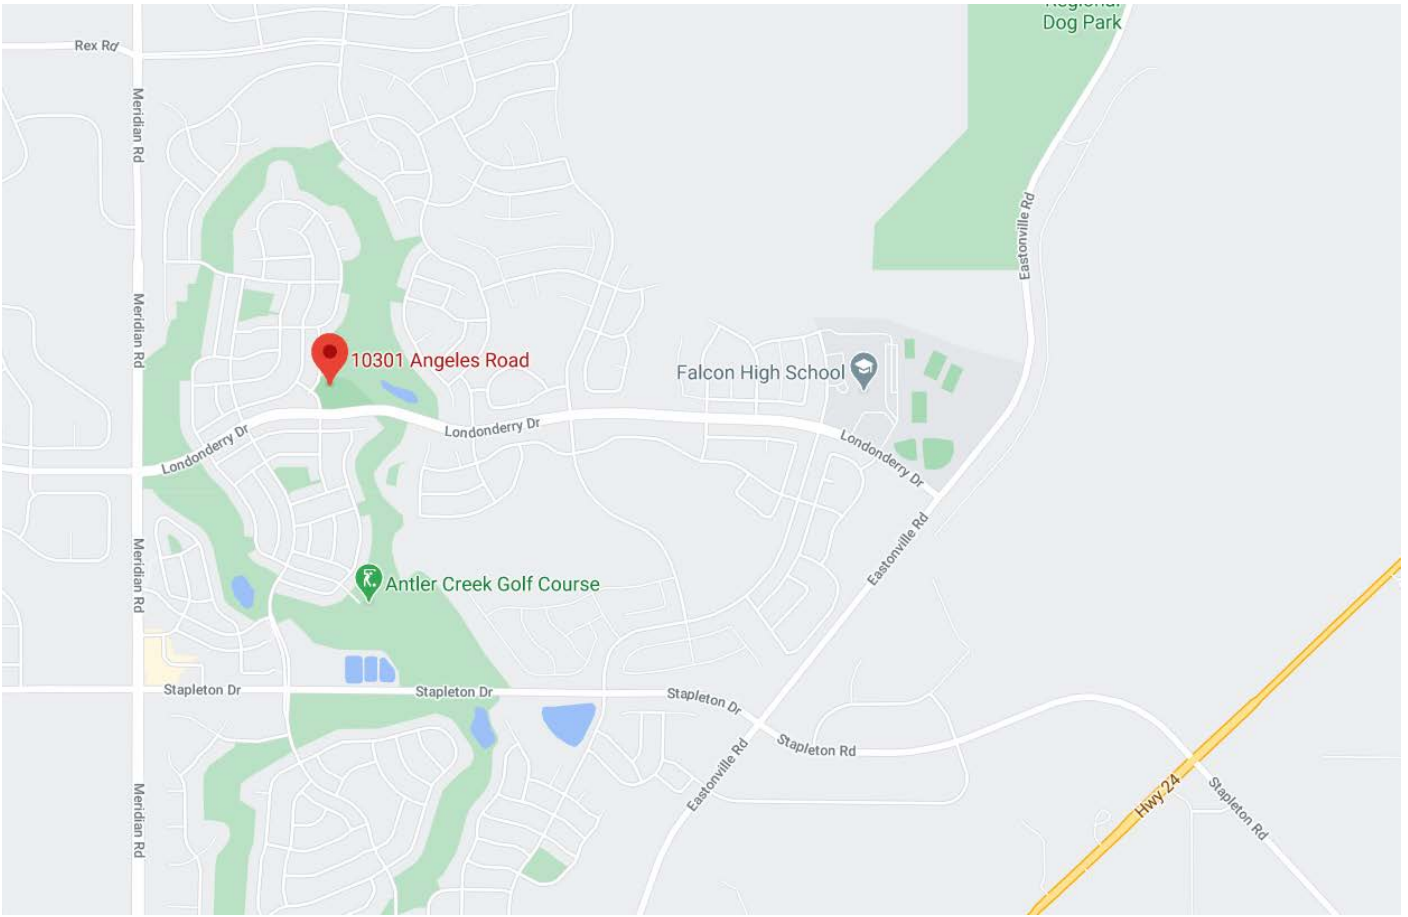 Regional
Dog Park
Rex Rd
Meridian Rd
Eastonville Rd
Meridian Rd
10301 Angeles Road
Falcon High School
Londonderry Dr
Londonderry Dr
Londonderry Dr
Eastonville Rd
Meridian Rd
Antler Creek Golf Course
Stapleton Dr
Stapleton Dr
Stapleton Dr
Stapleton Rd
Eastonville Rd
Meridian Rd
Hwy 24
Stapleton Rd